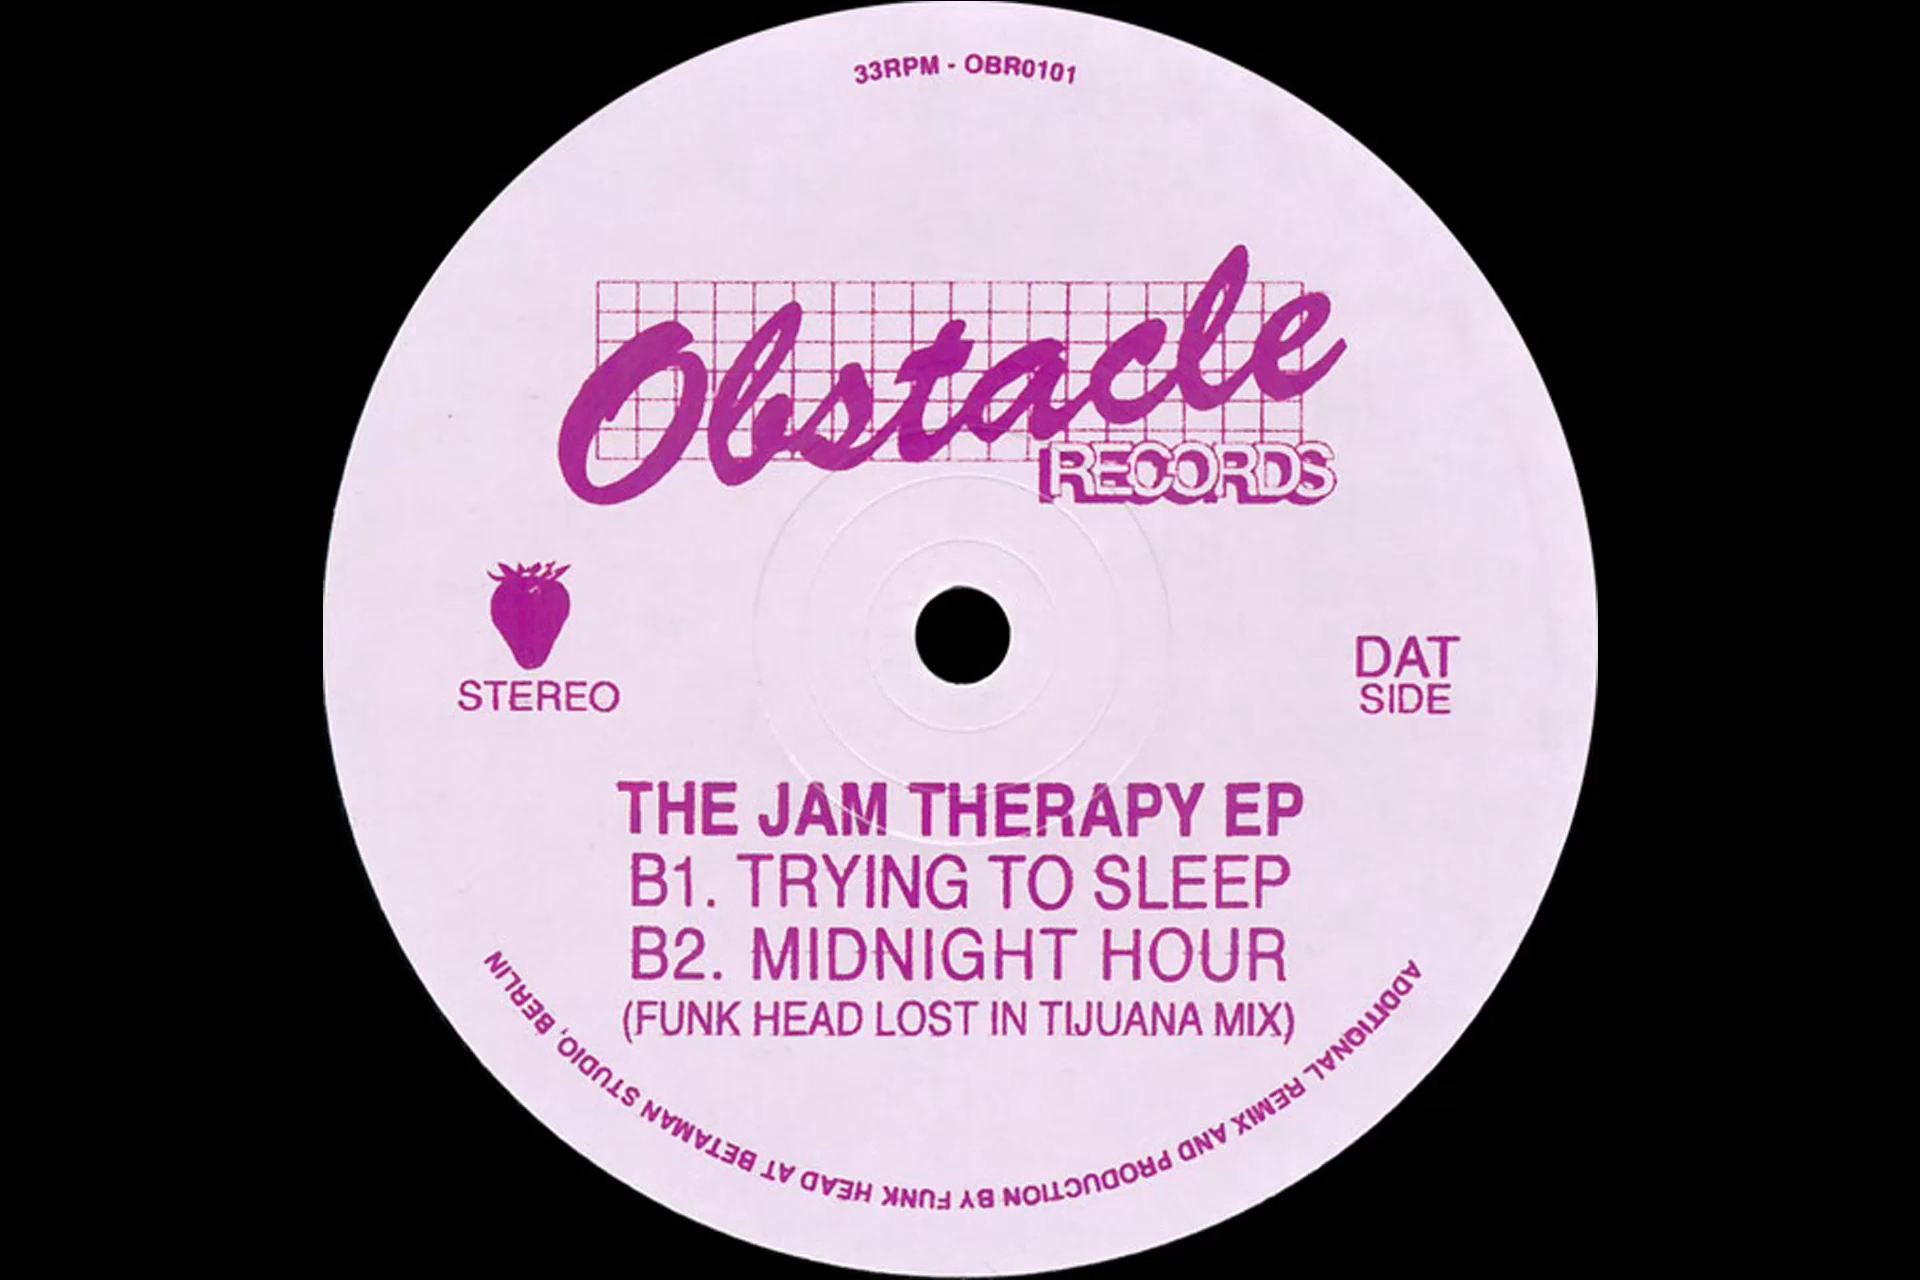 33RPM - OBR0101
Obstacle
RECORDS
STEREO
DAT
SIDE
THE JAM THERAPY EP
B1. TRYING TO SLEEP
B2. MIDNIGHT HOUR
(FUNK HEAD LOST IN TIJUANA MIX)
ADDITIONAL REMIX AND PRODUCTION BY FUNK HEAD AT BETAMAN STUDIO, BERLIN